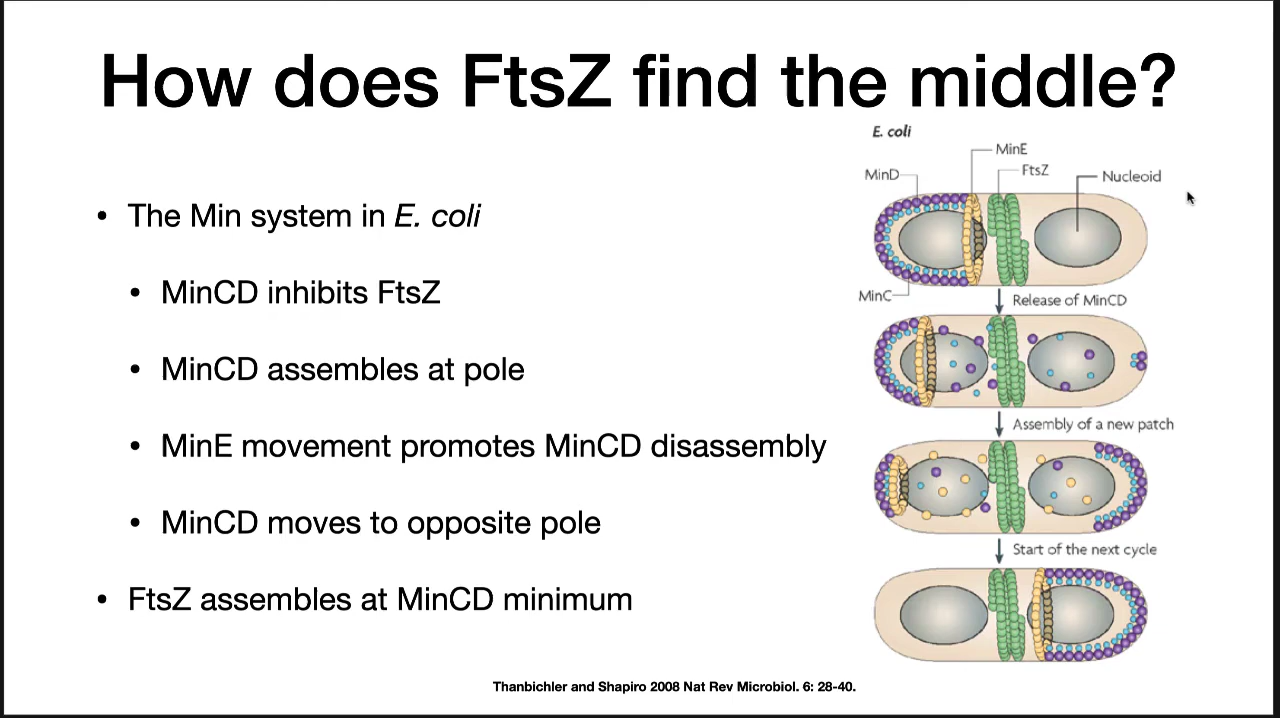 How does FtsZ find the middle?
E. coli
MinE
FtsZ
MinD
Nucleoid
• The Min system in E. coli
• MinCD inhibits FtsZ
MinC
Release of MinCD
• MinCD assembles at pole
Assembly of a new patch
• MinE movement promotes MinCD disassembly
• MinCD moves to opposite pole
Start of the next cycle
• FtsZ assembles at MinCD minimum
Thanbichler and Shapiro 2008 Nat Rev Microbiol. 6: 28-40.